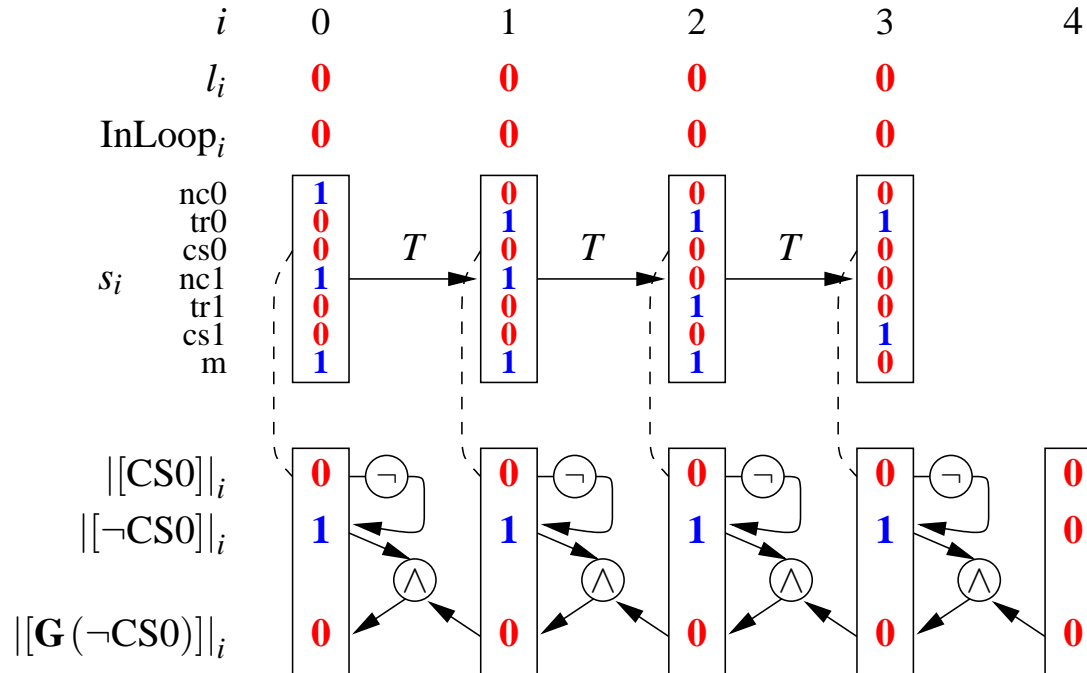 i 0 1 2 3 4
l_i 0 0 0 0
InLoop_i 0 0 0 0
nc0 1 0 0 0
tr0 0 1 1 1
cs0 0 0 0 0
T T T
s_i
nc1 1 1 0 0
tr1 0 0 1 0
cs1 0 0 0 1
m 1 1 1 0
|[CS0]|_i 0 ¬ 0 ¬ 0 ¬ 0 ¬ 0
|[¬CS0]|_i 1 1 1 1 0
∧ ∧ ∧ ∧
|[G(¬CS0)]|_i 0 0 0 0 0